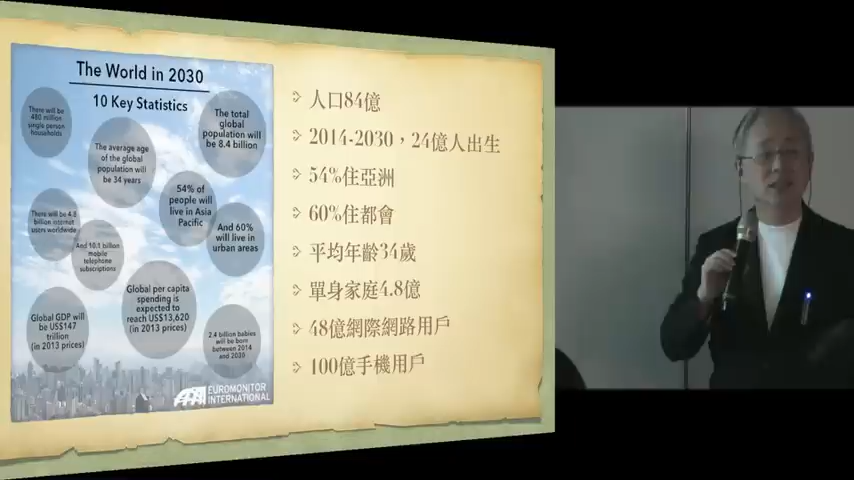 The World in 2030
10 Key Statistics
There will be
480 million
single person
households
The total
global
population will
be 8.4 billion
The average age
of the global
population will
be 34 years
54% of
people will
live in Asia
Pacific
There will be 4.8
billion internet
users worldwide
And 60%
will live in
urban areas
And 10.1 billion
mobile
telephone
subscriptions
Global per capita
spending is
expected to
reach US$13,620
(in 2013 prices)
Global GDP will
be US$147
trillion
(in 2013 prices)
2.4 billion babies
will be born
between 2014
and 2030
EUROMONITOR
INTERNATIONAL
人口84億
2014-2030，24億人出生
54%住亞洲
60%住都會
平均年齡34歲
單身家庭4.8億
48億網際網路用戶
100億手機用戶